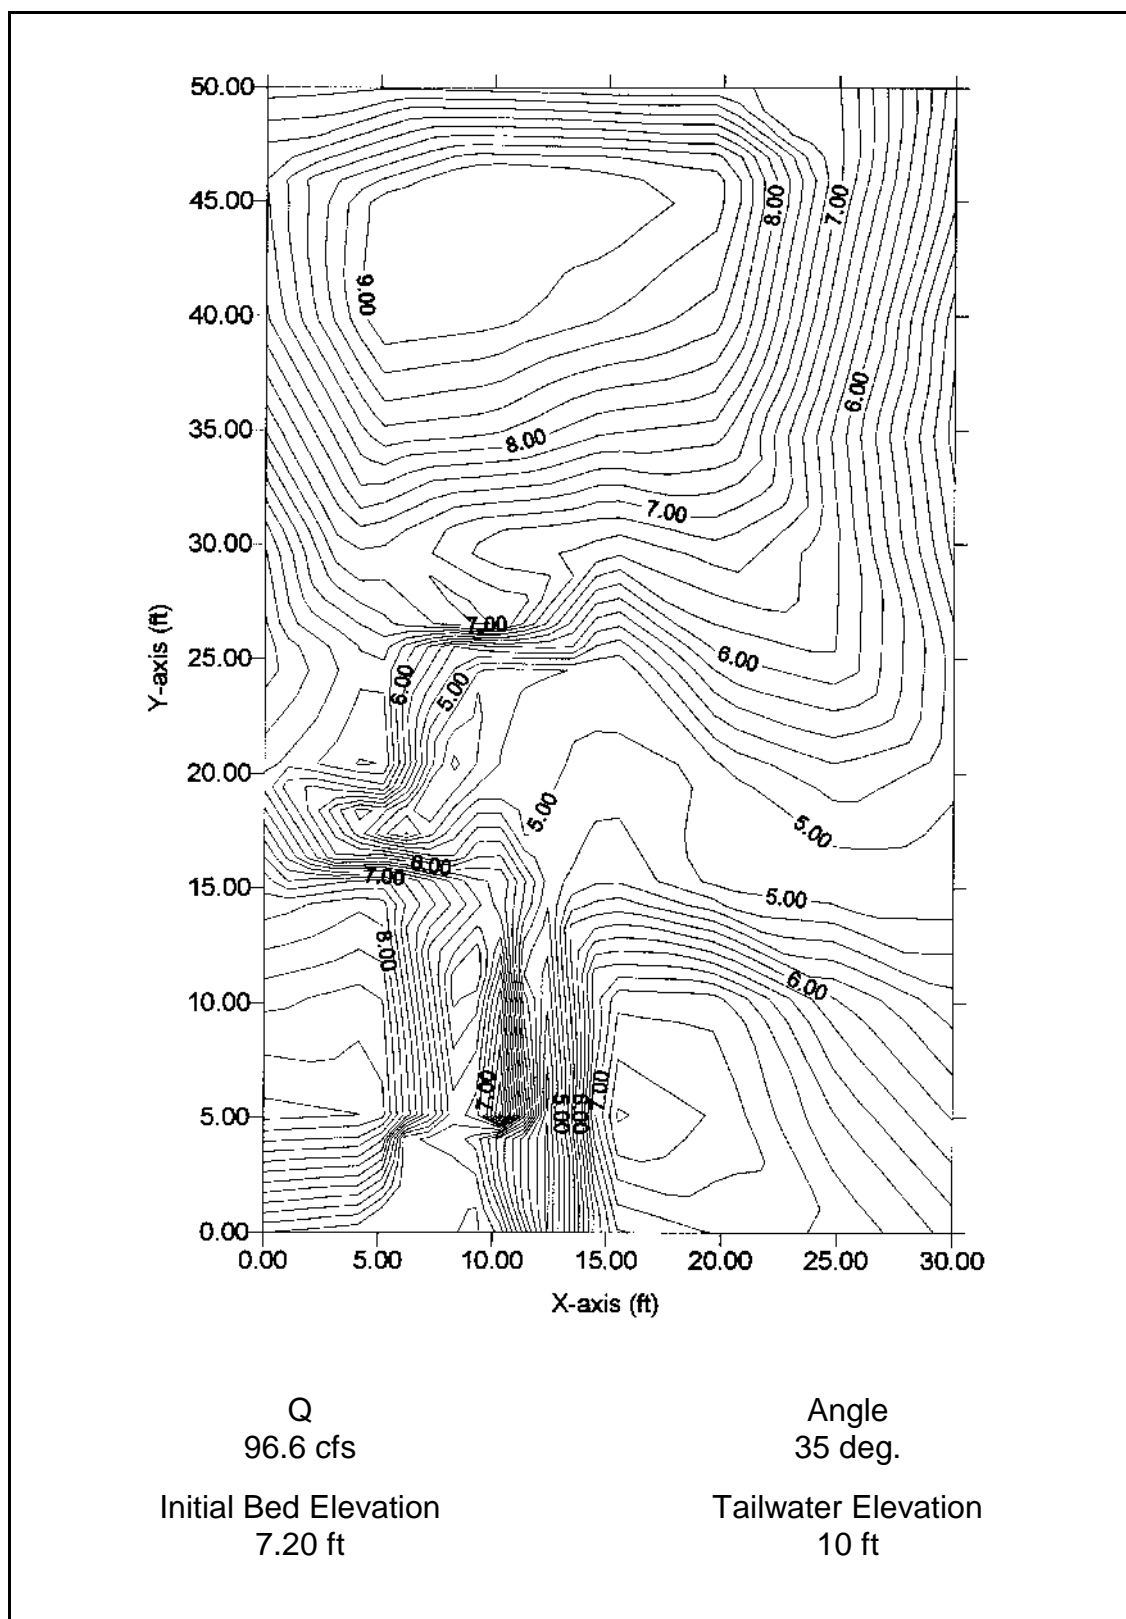 50.00
45.00
40.00
35.00
30.00
25.00
20.00
15.00
10.00
5.00
0.00
Y-axis (ft)
8.00
7.00
9.00
6.00
8.00
7.00
7.00
6.00
5.00
6.00
5.00
5.00
6.00
7.00
5.00
8.00
6.00
7.00
5.00
6.00
7.00
0.00 5.00 10.00 15.00 20.00 25.00 30.00
X-axis (ft)
Q
96.6 cfs
Angle
35 deg.
Initial Bed Elevation
7.20 ft
Tailwater Elevation
10 ft